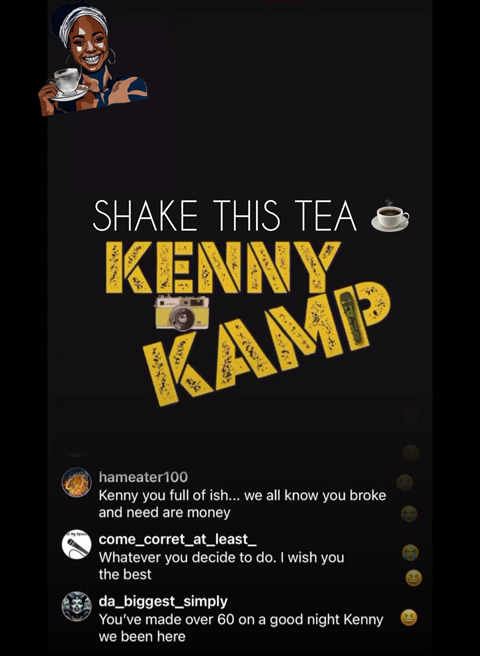 SHAKE THIS TEA
KENNY
KAMP
hameater100
Kenny you full of ish... we all know you broke
and need are money
come_corret_at_least_
Whatever you decide to do. I wish you
the best
da_biggest_simply
You've made over 60 on a good night Kenny
we been here